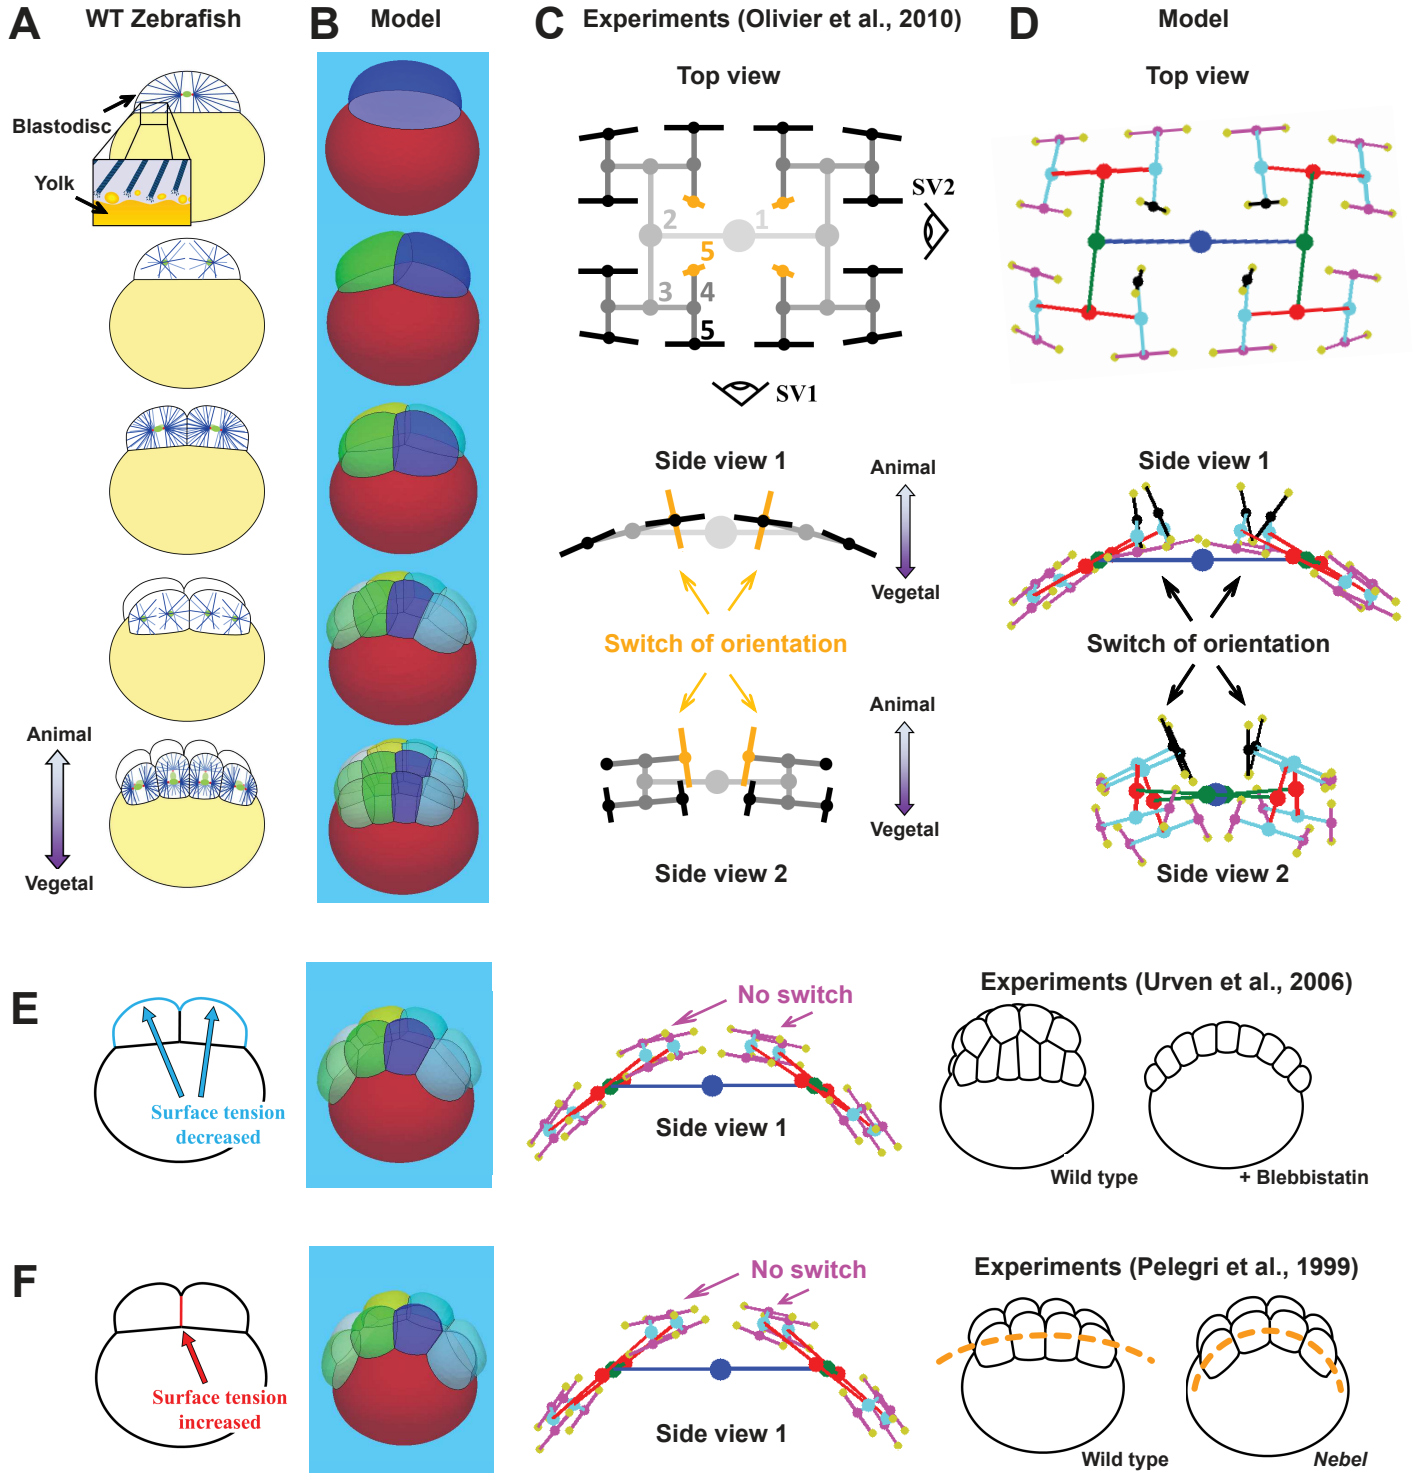 A WT Zebrafish
B Model
C Experiments (Olivier et al., 2010)
D Model
Blastodisc
Yolk
Animal
Vegetal
Top view
SV2
2
1
5
3
4
5
SV1
Side view 1
Animal
Vegetal
Switch of orientation
Animal
Vegetal
Side view 2
Top view
Side view 1
Switch of orientation
Side view 2
E
Surface tension
decreased
No switch
Side view 1
Experiments (Urven et al., 2006)
Wild type
+ Blebbistatin
F
Surface tension
increased
No switch
Side view 1
Experiments (Pelegri et al., 1999)
Wild type
Nebel